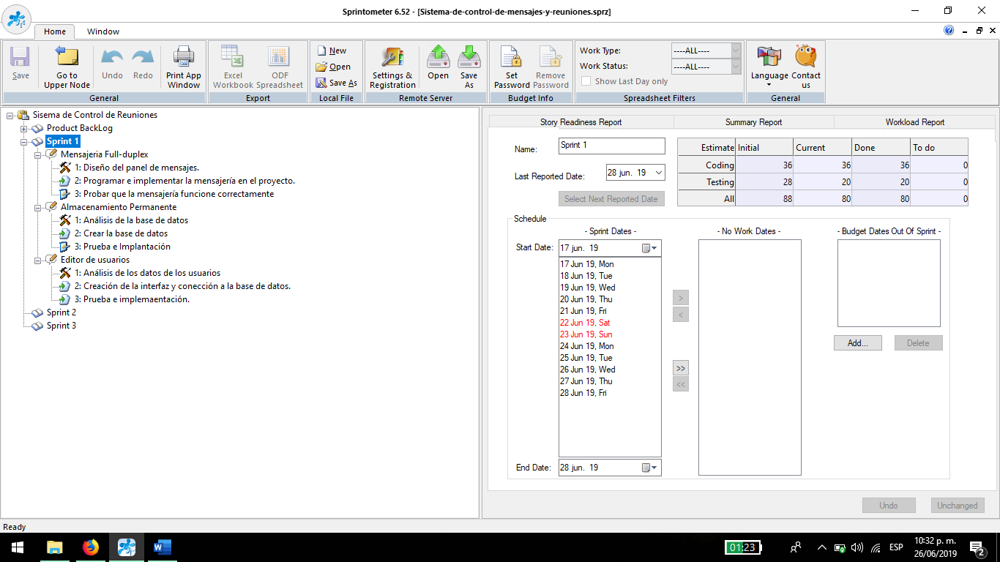 Sprintometer 6.52 - [Sistema-de-control-de-mensajes-y-reuniones.sprz]
Home Window
Save
Go to Upper Node
Undo
Redo
Print App Window
General
Excel Workbook
ODF Spreadsheet
Export
New
Open
Save As
Local File
Settings & Registration
Open
Save As
Remote Server
Set Password
Remove Password
Budget Info
Work Type: ----ALL----
Work Status: ----ALL----
Show Last Day only
Spreadsheet Filters
Language
Contact us
General
Sisema de Control de Reuniones
Product BackLog
Sprint 1
Mensajeria Full-duplex
1: Diseño del panel de mensajes.
2: Programar e implementar la mensajería en el proyecto.
3: Probar que la mensajería funcione correctamente
Almacenamiento Permanente
1: Análisis de la base de datos
2: Crear la base de datos
3: Prueba e Implantación
Editor de usuarios
1: Análisis de los datos de los usuarios
2: Creación de la interfaz y conección a la base de datos.
3: Prueba e implemaentación.
Sprint 2
Sprint 3
Story Readiness Report Summary Report Workload Report
Name: Sprint 1
Last Reported Date: 28 jun. 19
Select Next Reported Date
Estimate Initial Current Done To do
Coding 36 36 36 0
Testing 28 20 20 0
All 88 80 80 0
Schedule
- Sprint Dates -
Start Date: 17 jun. 19
17 Jun 19, Mon
18 Jun 19, Tue
19 Jun 19, Wed
20 Jun 19, Thu
21 Jun 19, Fri
22 Jun 19, Sat
23 Jun 19, Sun
24 Jun 19, Mon
25 Jun 19, Tue
26 Jun 19, Wed
27 Jun 19, Thu
28 Jun 19, Fri
End Date: 28 jun. 19
>
<
>>
<<
- No Work Dates -
- Budget Dates Out Of Sprint -
Add... Delete
Undo Unchanged
Ready
01:23
ESP
10:32 p. m.
26/06/2019
2